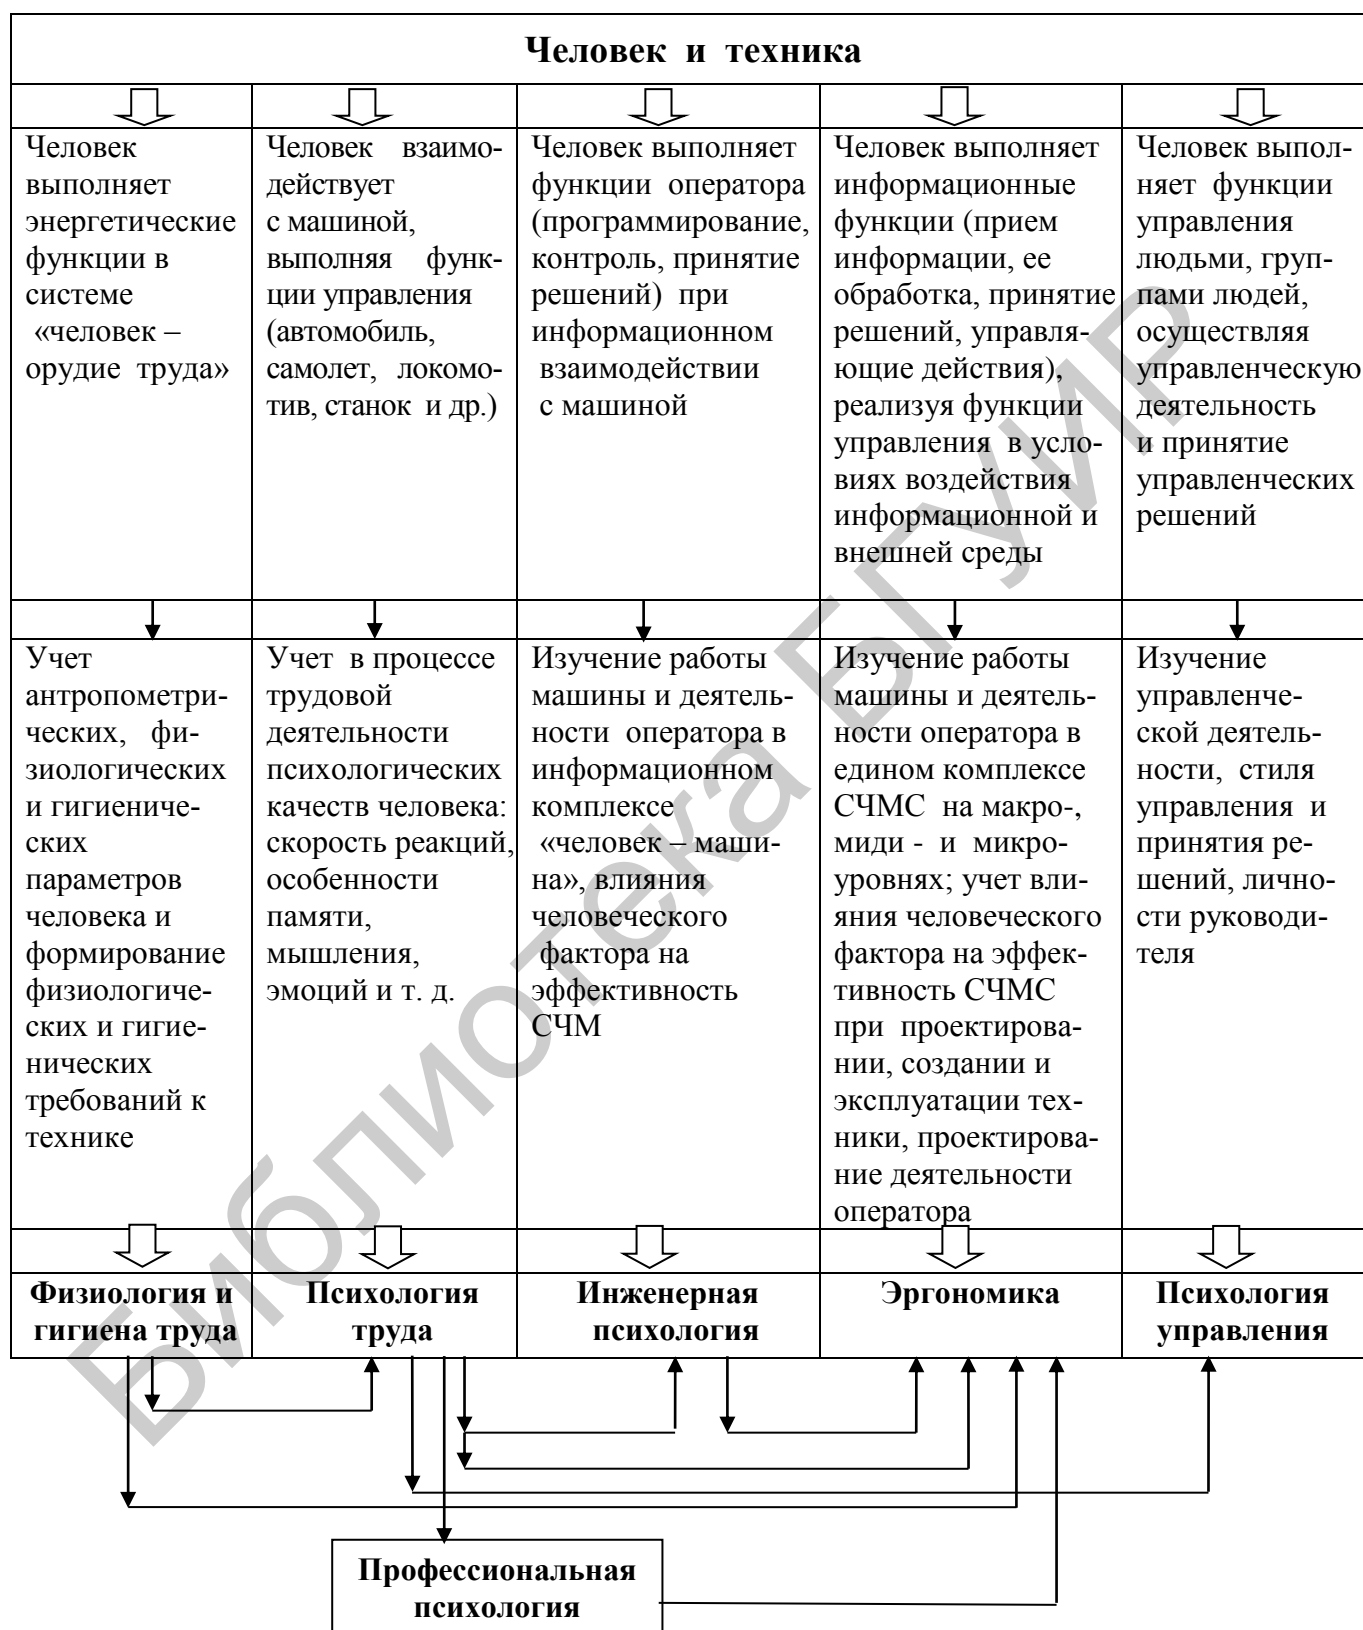 Человек и техника
Человек
выполняет
энергетические
функции в
системе
«человек –
орудие труда»
Человек взаимо-
действует
с машиной,
выполняя функ-
ции управления
(автомобиль,
самолет, локомо-
тив, станок и др.)
Человек выполняет
функции оператора
(программирование,
контроль, принятие
решений) при
информационном
взаимодействии
с машиной
Человек выполняет
информационные
функции (прием
информации, ее
обработка, принятие
решений, управля-
ющие действия),
реализуя функции
управления в усло-
виях воздействия
информационной и
внешней среды
Человек выпол-
няет функции
управления
людьми, груп-
пами людей,
осуществляя
управленческую
деятельность
и принятие
управленческих
решений
Учет
антропометри-
ческих, фи-
зиологических
и гигиениче-
ских
параметров
человека и
формирование
физиологиче-
ских и гигие-
нических
требований к
технике
Учет в процессе
трудовой
деятельности
психологических
качеств человека:
скорость реакций,
особенности
памяти,
мышления,
эмоций и т. д.
Изучение работы
машины и деятель-
ности оператора в
информационном
комплексе
«человек – маши-
на», влияния
человеческого
фактора на
эффективность
СЧМ
Изучение работы
машины и деятель-
ности оператора в
едином комплексе
СЧМС на макро-,
миди - и микро-
уровнях; учет вли-
яния человеческого
фактора на эффек-
тивность СЧМС
при проектирова-
нии, создании и
эксплуатации тех-
ники, проектирова-
ние деятельности
оператора
Изучение
управленче-
ской деятель-
ности, стиля
управления и
принятия ре-
шений, лично-
сти руководи-
теля
Физиология и
гигиена труда
Психология
труда
Инженерная
психология
Эргономика
Психология
управления
Профессиональная
психология
Библиотека БГУИР